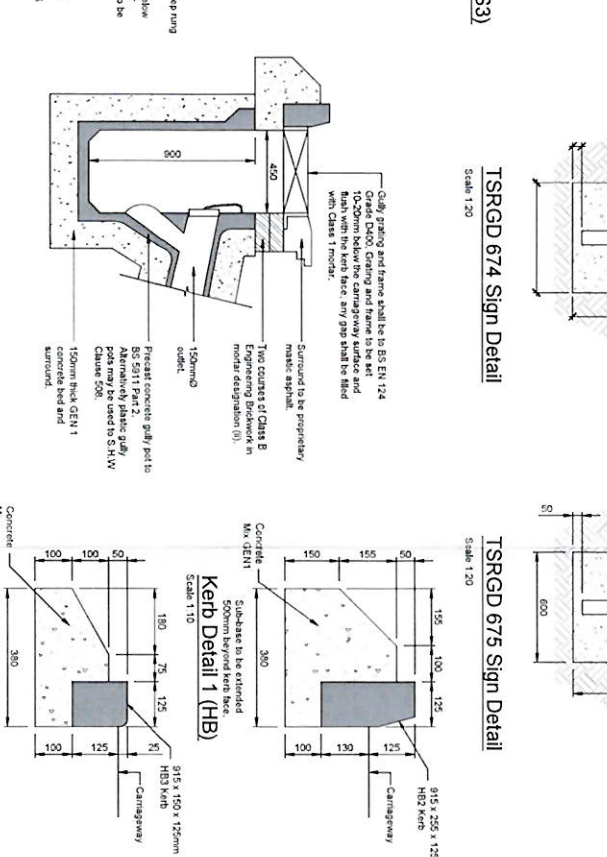 S3)
ep rung
elow
o be
TSRGD 674 Sign Detail
Scale 1:20
Gully grating and frame shall be to BS EN 124
Grade D400. Grating and frame to be set
10-20mm below the carriageway surface and
flush with the kerb face, any gap shall be filled
with Class 1 mortar.
Surround to be proprietary
mastic asphalt.
Two courses of Class B
Engineering Brickwork in
mortar designation (ii).
150mmØ
outlet.
Precast concrete gully pot to
BS 5911 Part 2.
Alternatively plastic gully
pots may be used to S.H.W
Clause 508.
150mm thick GEN 1
concrete bed and
surround.
450
900
50
600
TSRGD 675 Sign Detail
Scale 1:20
155
100
125
150
155
50
915 x 255 x 125
HB2 Kerb
Carriageway
Concrete
Mix GEN1
380
100
130
125
Sub-base to be extended
500mm beyond kerb face.
Kerb Detail 1 (HB)
Scale 1:10
180
75
125
100
100
50
915 x 150 x 125mm
HB3 Kerb
Carriageway
Concrete
380
100
125
25